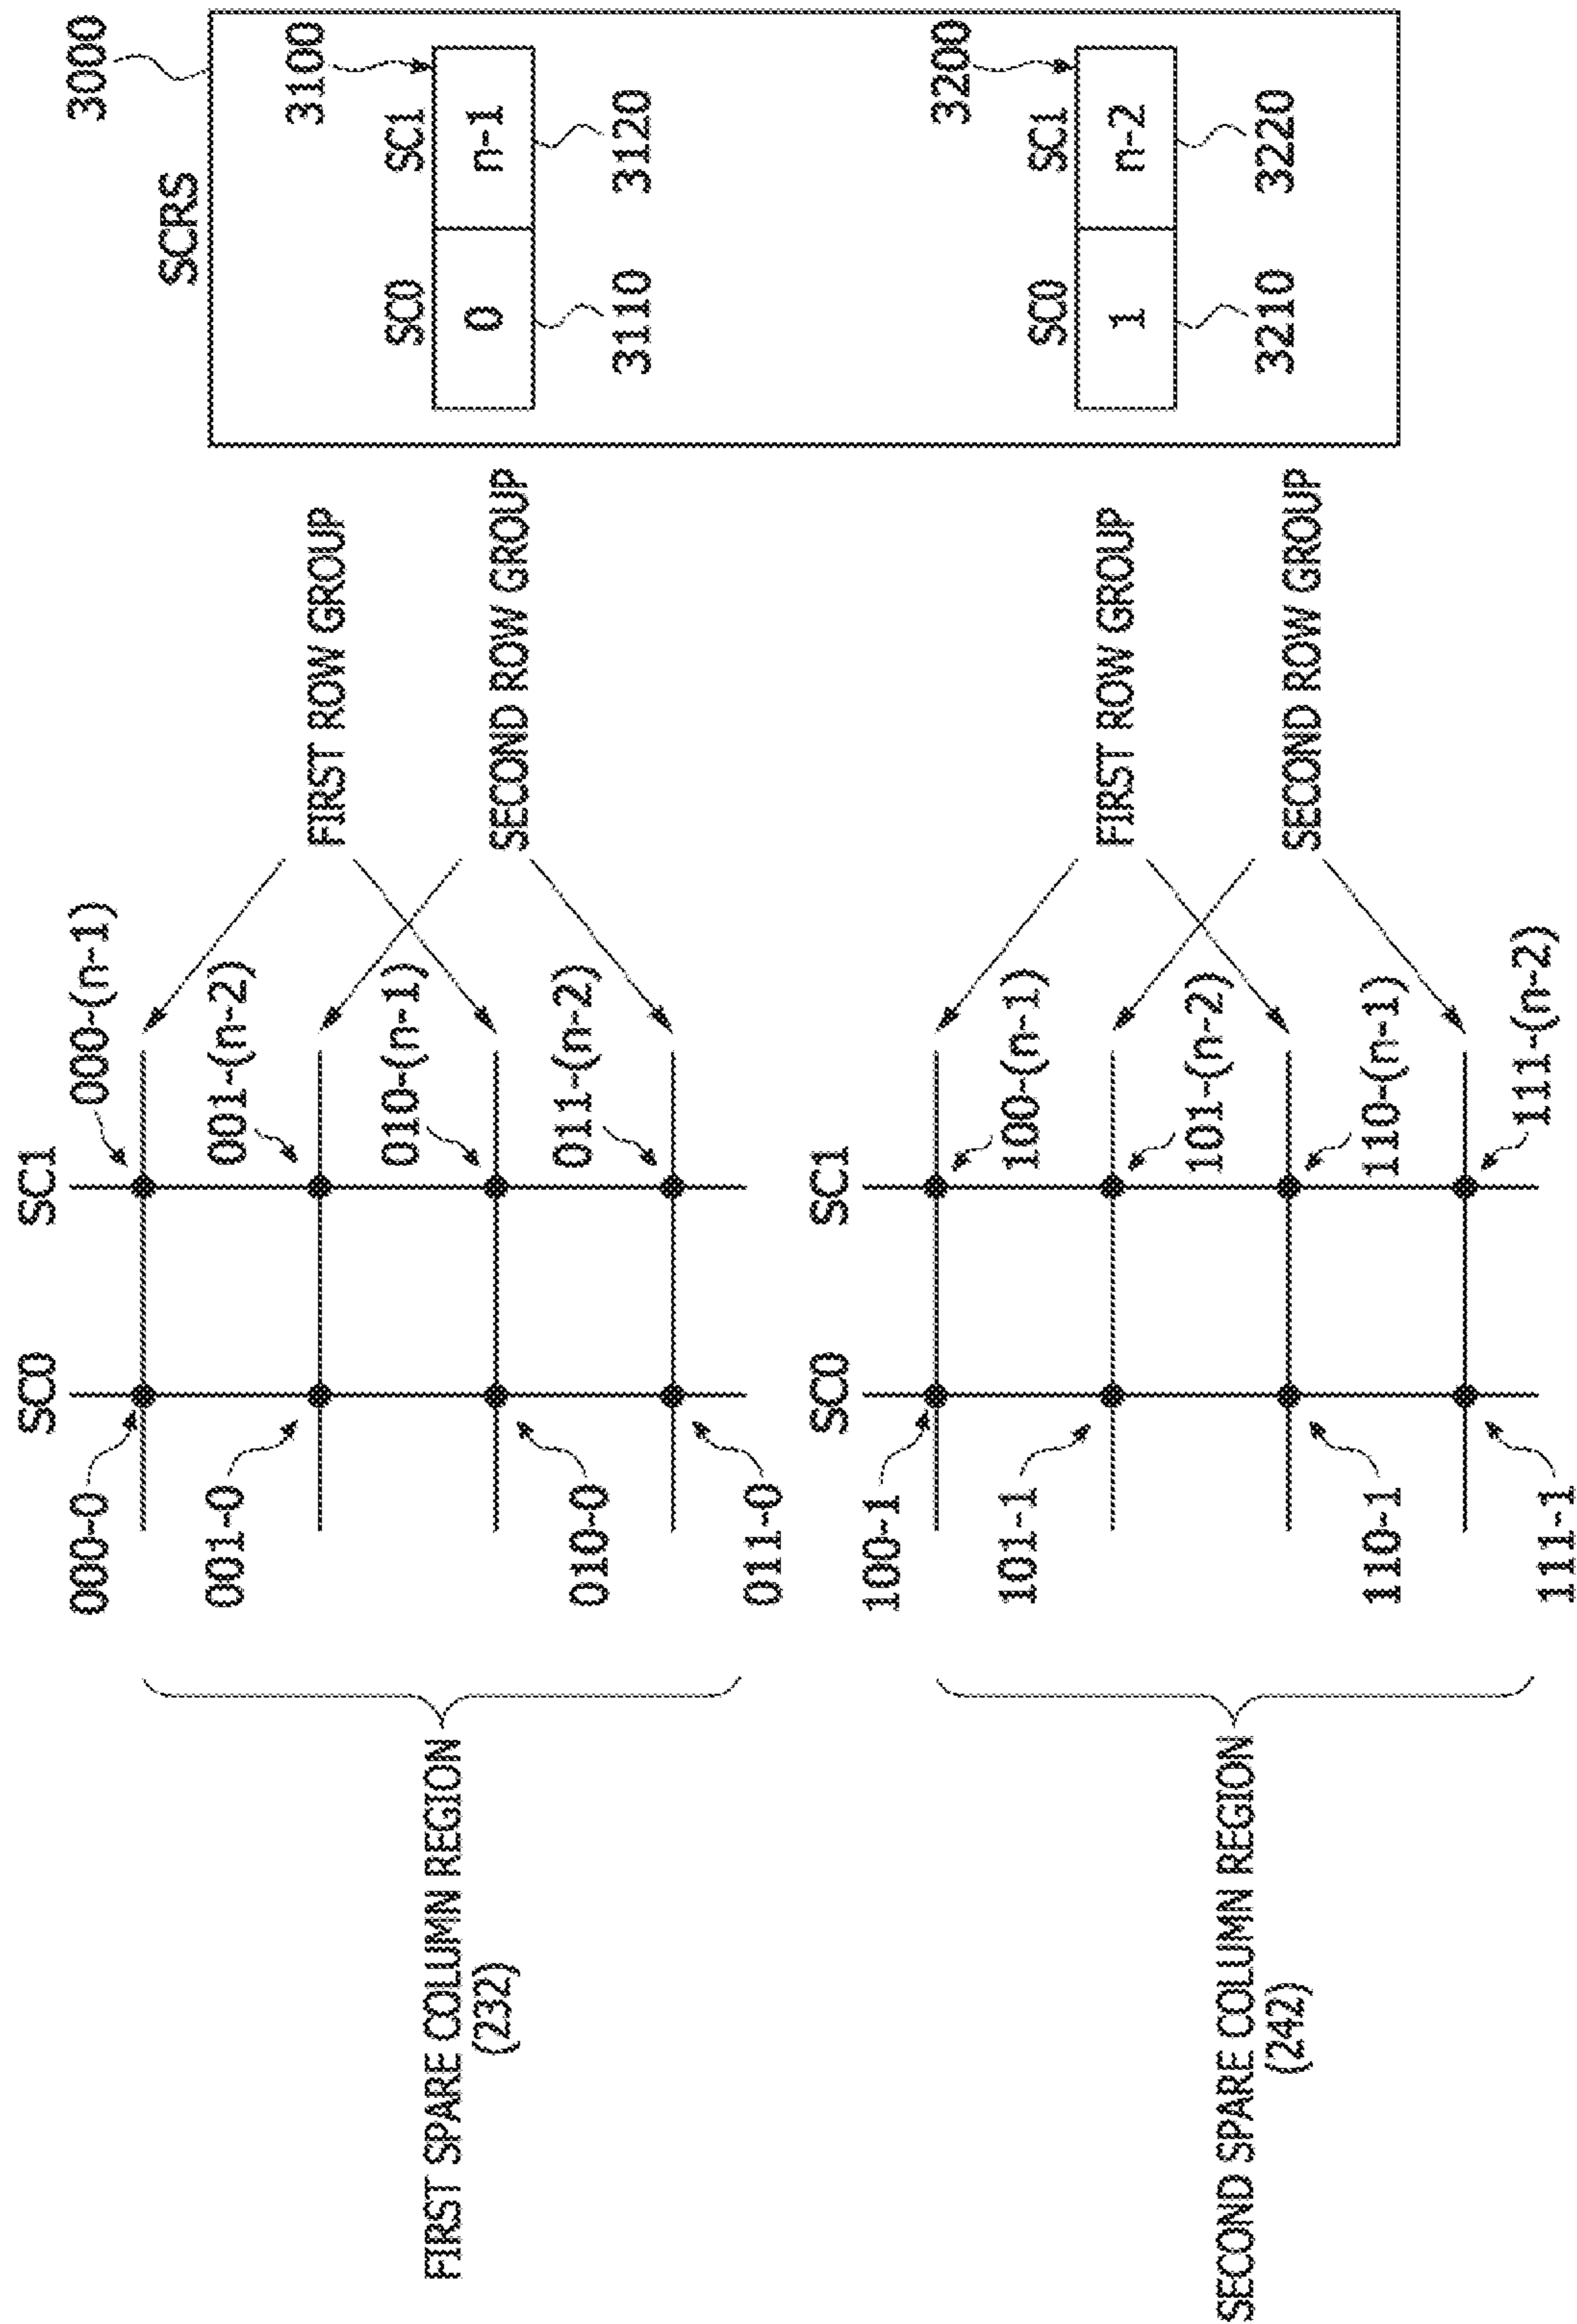 FIRST SPARE COLUMN REGION
(232)
SC0
SC1
000-0
000-(n-1)
001-0
001-(n-2)
010-0
010-(n-1)
011-0
011-(n-2)
FIRST ROW GROUP
SECOND ROW GROUP
SECOND SPARE COLUMN REGION
(242)
SC0
SC1
100-1
100-(n-1)
101-1
101-(n-2)
110-1
110-(n-1)
111-1
111-(n-2)
FIRST ROW GROUP
SECOND ROW GROUP
SCRS
3000
3100
SC0
SC1
0
n-1
3110
3120
3200
SC0
SC1
1
n-2
3210
3220